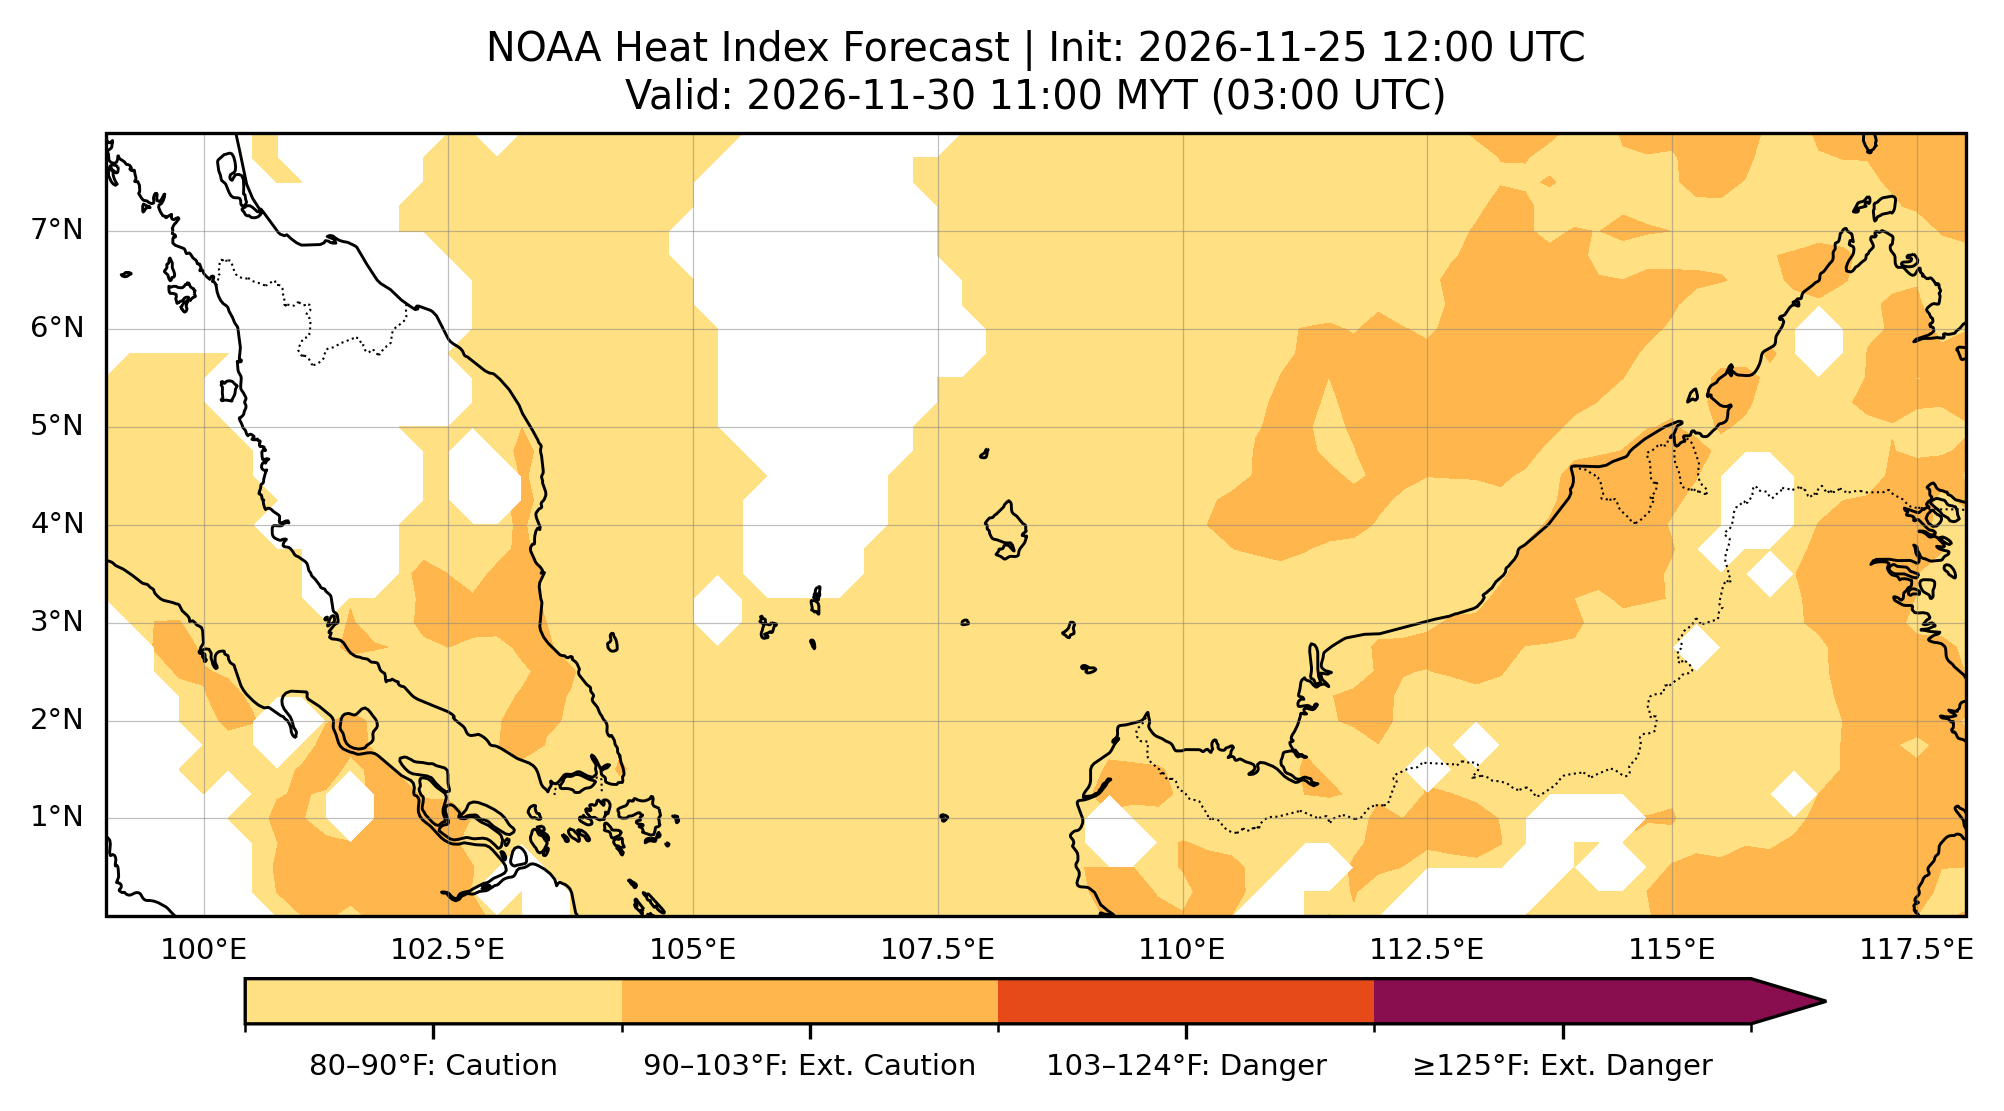 NOAA Heat Index Forecast | Init: 2026-11-25 12:00 UTC
Valid: 2026-11-30 11:00 MYT (03:00 UTC)
7°N
6°N
5°N
4°N
3°N
2°N
1°N
100°E 102.5°E 105°E 107.5°E 110°E 112.5°E 115°E 117.5°E
80–90°F: Caution 90–103°F: Ext. Caution 103–124°F: Danger ≥125°F: Ext. Danger